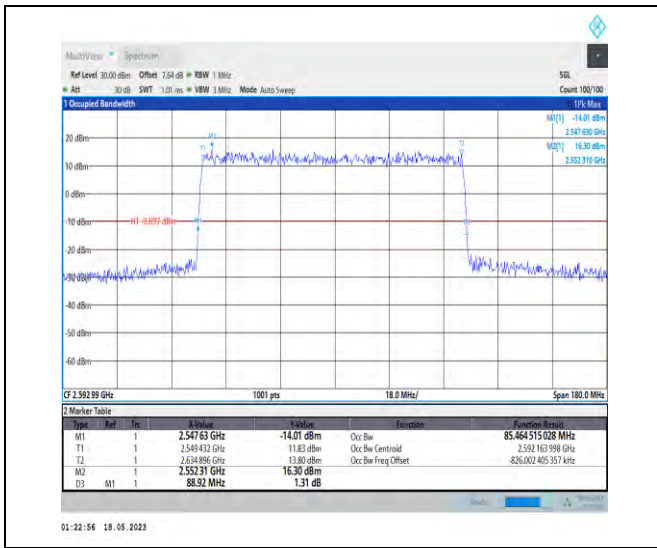 MultiView Spectrum
Ref Level 30.00 dBm Offset 7.64 dB RBW 1 MHz SGL
Att 30 dB SWT 1.01 ms VBW 3 MHz Mode Auto Sweep Count 100/100
1 Occupied Bandwidth 1Pk Max
M1[1] -14.01 dBm
2.547 630 GHz
M2[1] 16.30 dBm
2.552 310 GHz
20 dBm
M2
T1
T2
10 dBm
0 dBm
-10 dBm
H1 -9.697 dBm
-20 dBm
-30 dBm
-40 dBm
-50 dBm
-60 dBm
CF 2.592 99 GHz 1001 pts 18.0 MHz/ Span 180.0 MHz
2 Marker Table
Type Ref Trc X-Value Y-Value Function Function Result
M1 1 2.547 63 GHz -14.01 dBm Occ Bw 85.464 515 028 MHz
T1 1 2.549 432 GHz 11.83 dBm Occ Bw Centroid 2.592 163 998 GHz
T2 1 2.634 896 GHz 13.80 dBm Occ Bw Freq Offset -826.002 405 357 kHz
M2 1 2.552 31 GHz 16.30 dBm
D3 M1 1 88.92 MHz 1.31 dB
01:22:56 18.05.2023